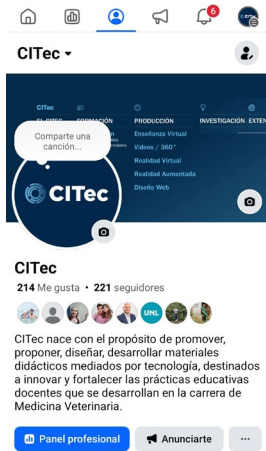 6
CITec
CITec
EL CITEC FORMACIÓN PRODUCCIÓN INVESTIGACIÓN EXTEN
Enseñanza Virtual
Videos / 360°
Realidad Virtual
Realidad Aumentada
Diseño Web
Comparte una
canción...
CITec
CITec
214 Me gusta • 221 seguidores
UNL
CITec nace con el propósito de promover,
proponer, diseñar, desarrollar materiales
didácticos mediados por tecnología, destinados
a innovar y fortalecer las prácticas educativas
docentes que se desarrollan en la carrera de
Medicina Veterinaria.
Panel profesional Anunciarte ...